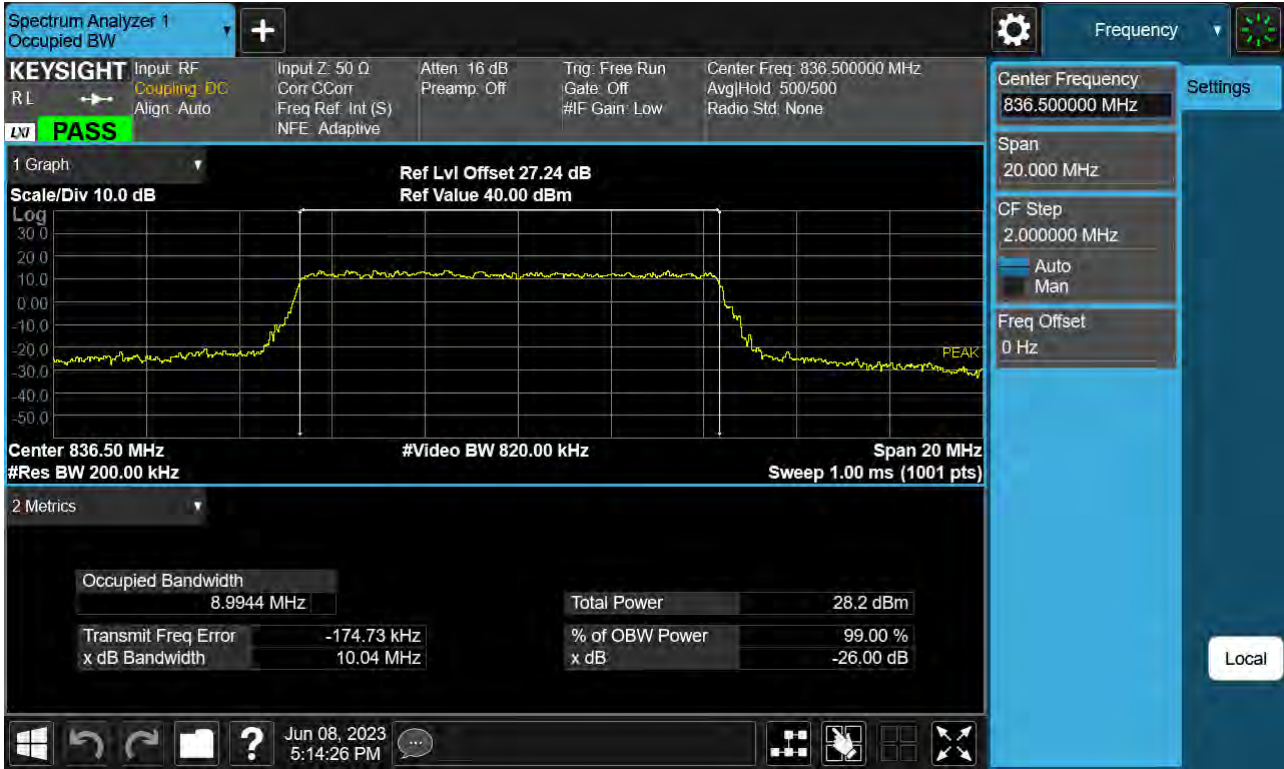 Spectrum Analyzer 1
Occupied BW
+
Frequency
KEYSIGHT
R L
LXI
PASS
Input: RF
Coupling: DC
Align: Auto
Input Z: 50 Ω
Corr CCorr
Freq Ref: Int (S)
NFE: Adaptive
Atten: 16 dB
Preamp: Off
Trig: Free Run
Gate: Off
#IF Gain: Low
Center Freq: 836.500000 MHz
Avg|Hold: 500/500
Radio Std: None
Center Frequency
836.500000 MHz
Settings
Span
20.000 MHz
CF Step
2.000000 MHz
Auto
Man
Freq Offset
0 Hz
Local
1 Graph
Scale/Div 10.0 dB
Ref Lvl Offset 27.24 dB
Ref Value 40.00 dBm
Log
30.0
20.0
10.0
0.00
-10.0
-20.0
-30.0
-40.0
-50.0
PEAK
Center 836.50 MHz
#Video BW 820.00 kHz
Span 20 MHz
#Res BW 200.00 kHz
Sweep 1.00 ms (1001 pts)
2 Metrics
Occupied Bandwidth
8.9944 MHz
Total Power 28.2 dBm
Transmit Freq Error -174.73 kHz
% of OBW Power 99.00 %
x dB Bandwidth 10.04 MHz
x dB -26.00 dB
?
Jun 08, 2023
5:14:26 PM